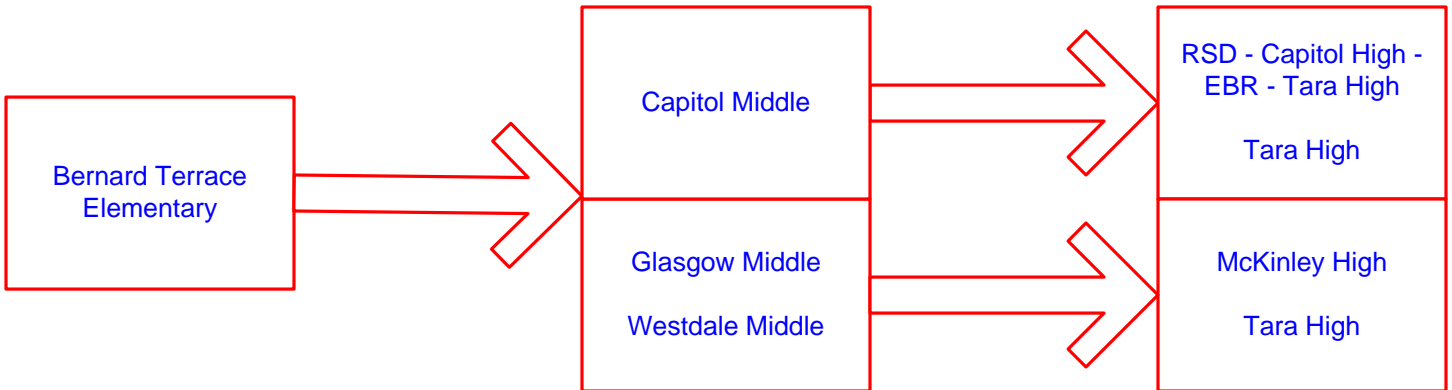 Bernard Terrace
Elementary
Capitol Middle
Glasgow Middle
Westdale Middle
RSD - Capitol High -
EBR - Tara High
Tara High
McKinley High
Tara High